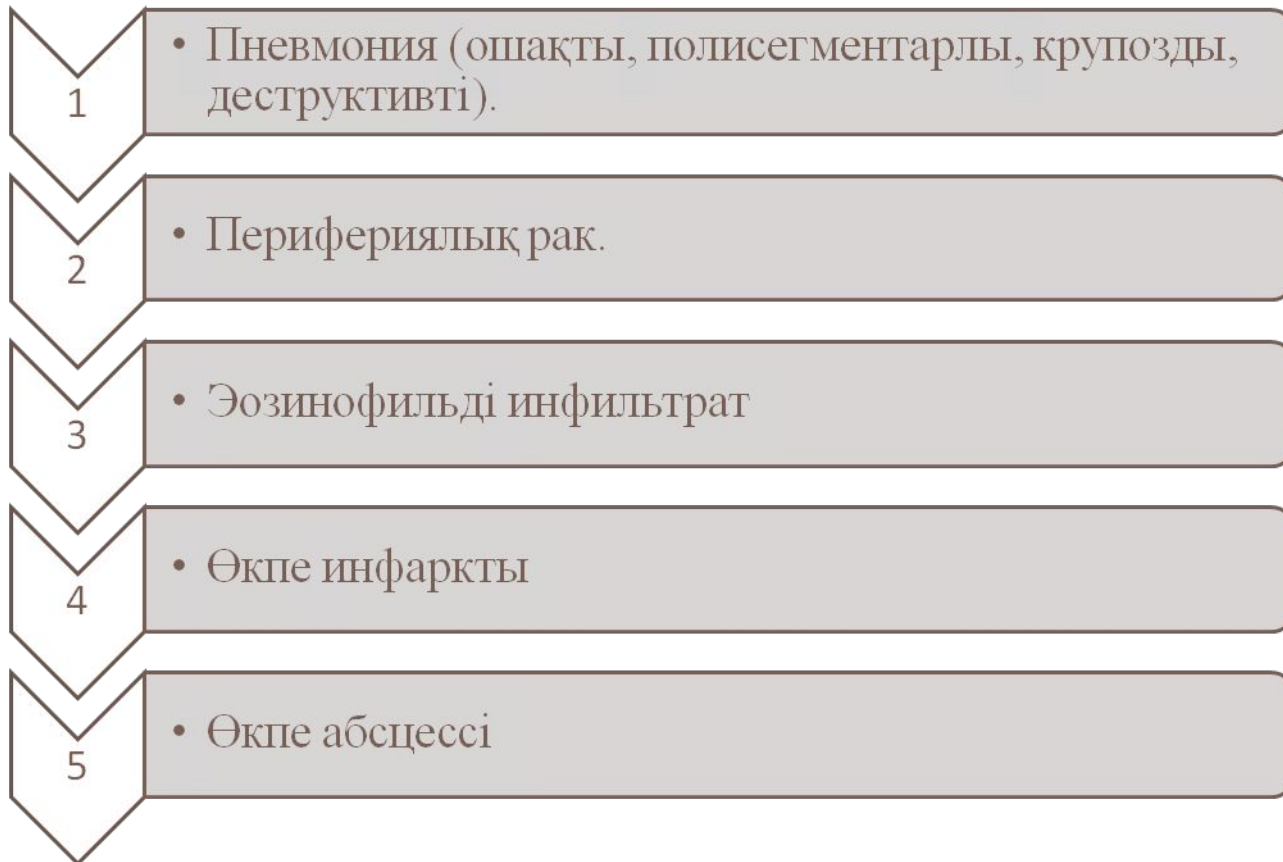 1
• Пневмония (ошақты, полисегментарлы, крупозды,
деструктивті).
2
• Перифериялық рак.
3
• Эозинофильді инфильтрат
4
• Өкпе инфаркты
5
• Өкпе абсцессі